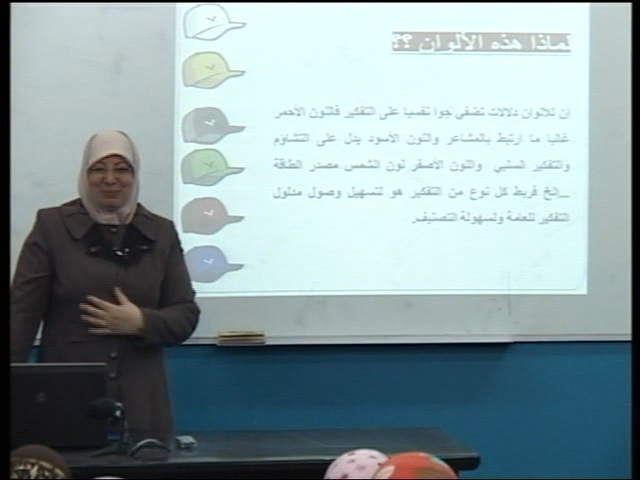 لماذا هذه الألوان ؟؟
إن للألوان دلالات تضفي جوا نفسيا على التفكير فاللون الأحمر
غالبا ما ارتبط بالمشاعر واللون الأسود يدل على التشاؤم
والتفكير السلبي واللون الاصفر لون الشمس مصدر الطاقة
...إلخ فربط كل نوع من التفكير هو لتسهيل وصول مدلول
التفكير للعامة ولسهولة التصنيف.